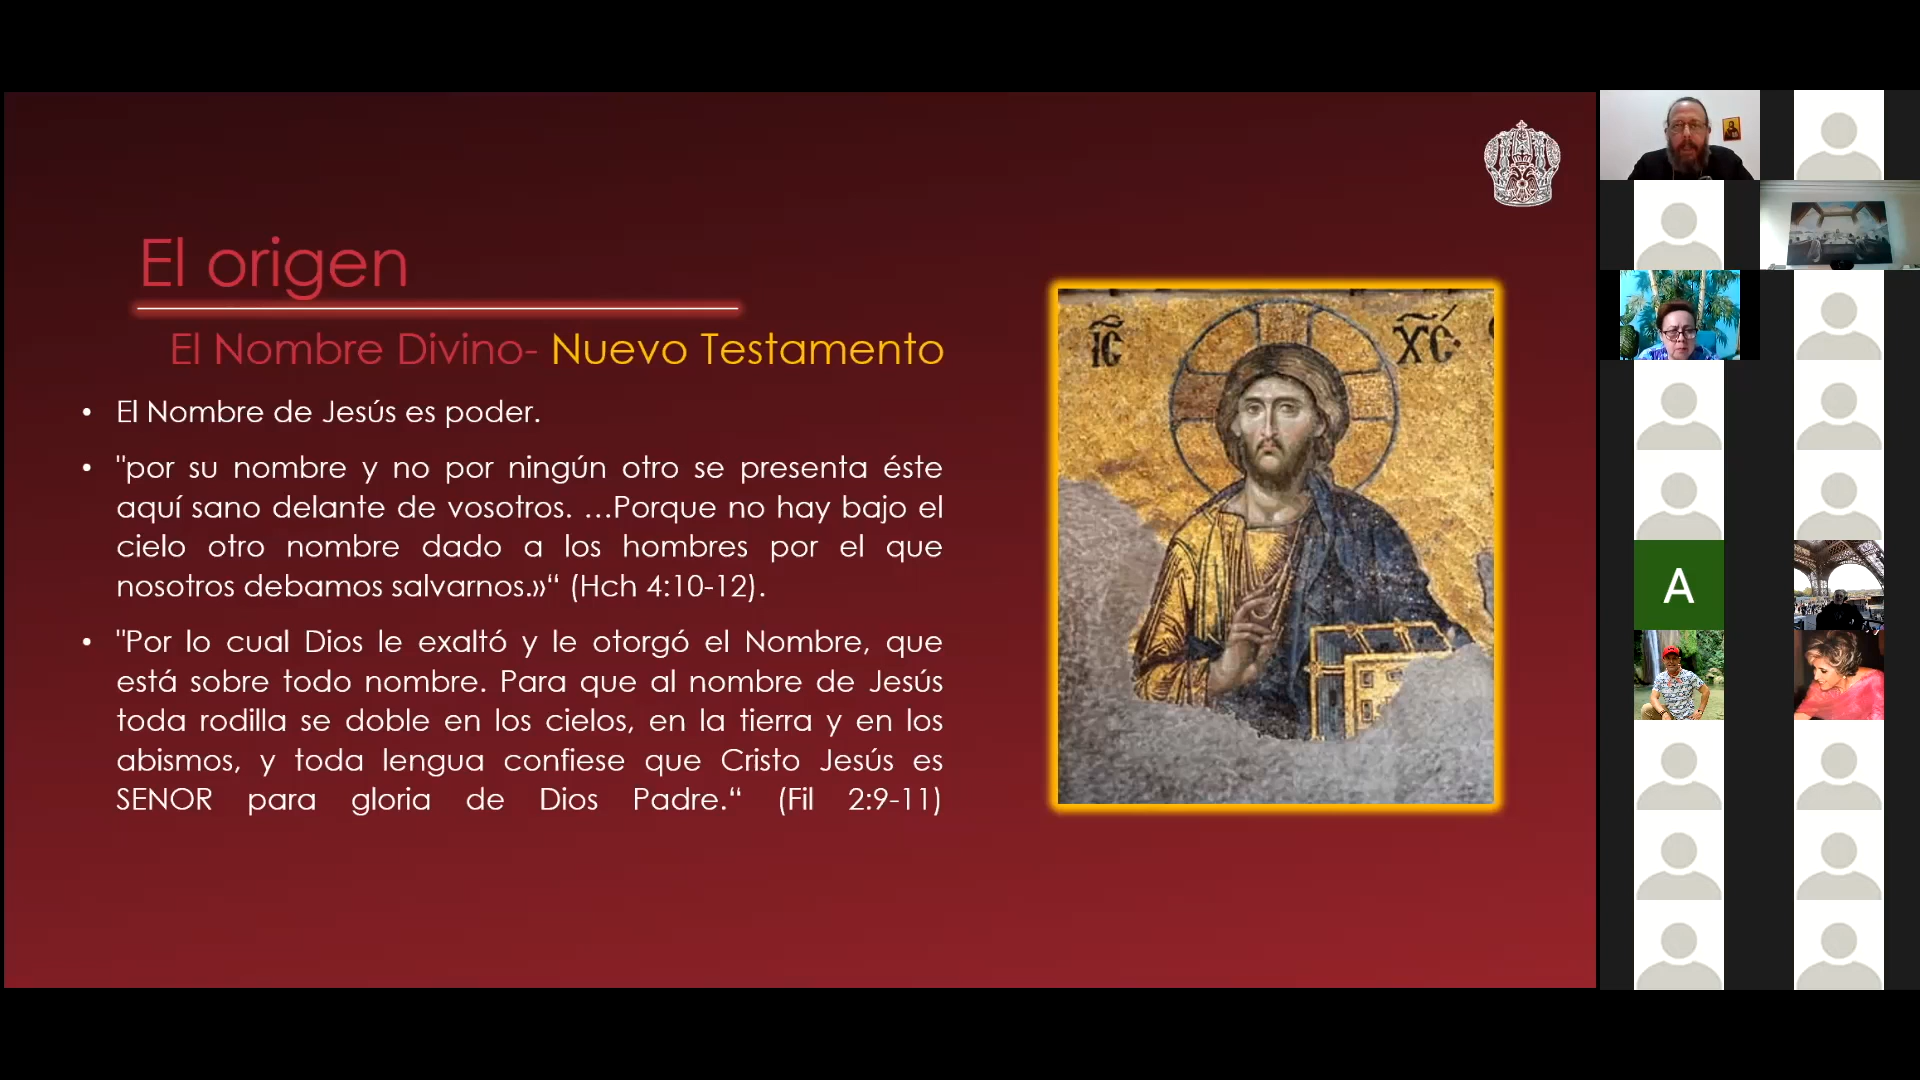 El origen
El Nombre Divino- Nuevo Testamento
• El Nombre de Jesús es poder.
• "por su nombre y no por ningún otro se presenta éste
aquí sano delante de vosotros. …Porque no hay bajo el
cielo otro nombre dado a los hombres por el que
nosotros debamos salvarnos.»“ (Hch 4:10-12).
• "Por lo cual Dios le exaltó y le otorgó el Nombre, que
está sobre todo nombre. Para que al nombre de Jesús
toda rodilla se doble en los cielos, en la tierra y en los
abismos, y toda lengua confiese que Cristo Jesús es
SENOR para gloria de Dios Padre.“ (Fil 2:9-11)
IC
XC
A